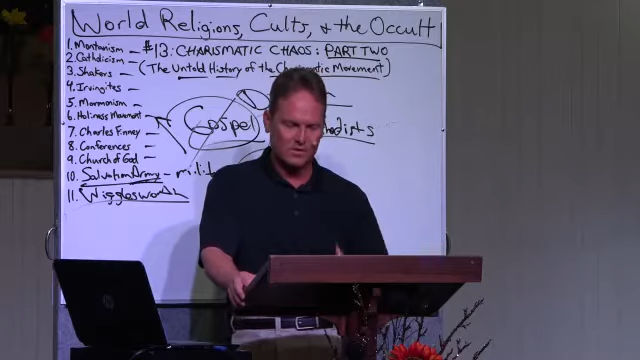 World Religions, Cults, & the Occult
#13: CHARISMATIC CHAOS: PART TWO
(The Untold History of the Charismatic Movement)
1. Montanism
2. Catholicism
3. Shakers
4. Irvingites
5. Mormonism
6. Holiness Movement
7. Charles Finney
8. Conferences
9. Church of God
10. Salvation Army -
11. Wigglesworth
Gospel
hp